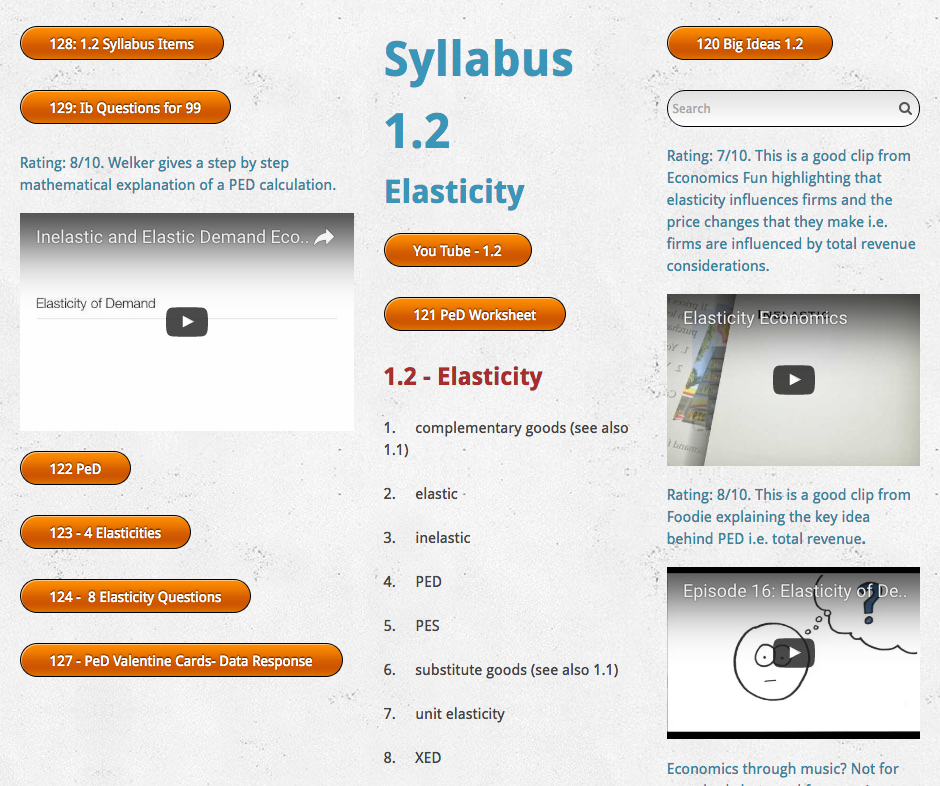 128: 1.2 Syllabus Items
129: Ib Questions for 99
Rating: 8/10. Welker gives a step by step
mathematical explanation of a PED calculation.
Inelastic and Elastic Demand Eco..
Elasticity of Demand
122 PeD
123 - 4 Elasticities
124 - 8 Elasticity Questions
127 - PeD Valentine Cards- Data Response
Syllabus
1.2
Elasticity
You Tube - 1.2
121 PeD Worksheet
1.2 - Elasticity
1. complementary goods (see also
1.1)
2. elastic
3. inelastic
4. PED
5. PES
6. substitute goods (see also 1.1)
7. unit elasticity
8. XED
120 Big Ideas 1.2
Search
Rating: 7/10. This is a good clip from
Economics Fun highlighting that
elasticity influences firms and the
price changes that they make i.e.
firms are influenced by total revenue
considerations.
Elasticity Economics
INELASTIC
Rating: 8/10. This is a good clip from
Foodie explaining the key idea
behind PED i.e. total revenue.
Episode 16: Elasticity of De..
?
Economics through music? Not for